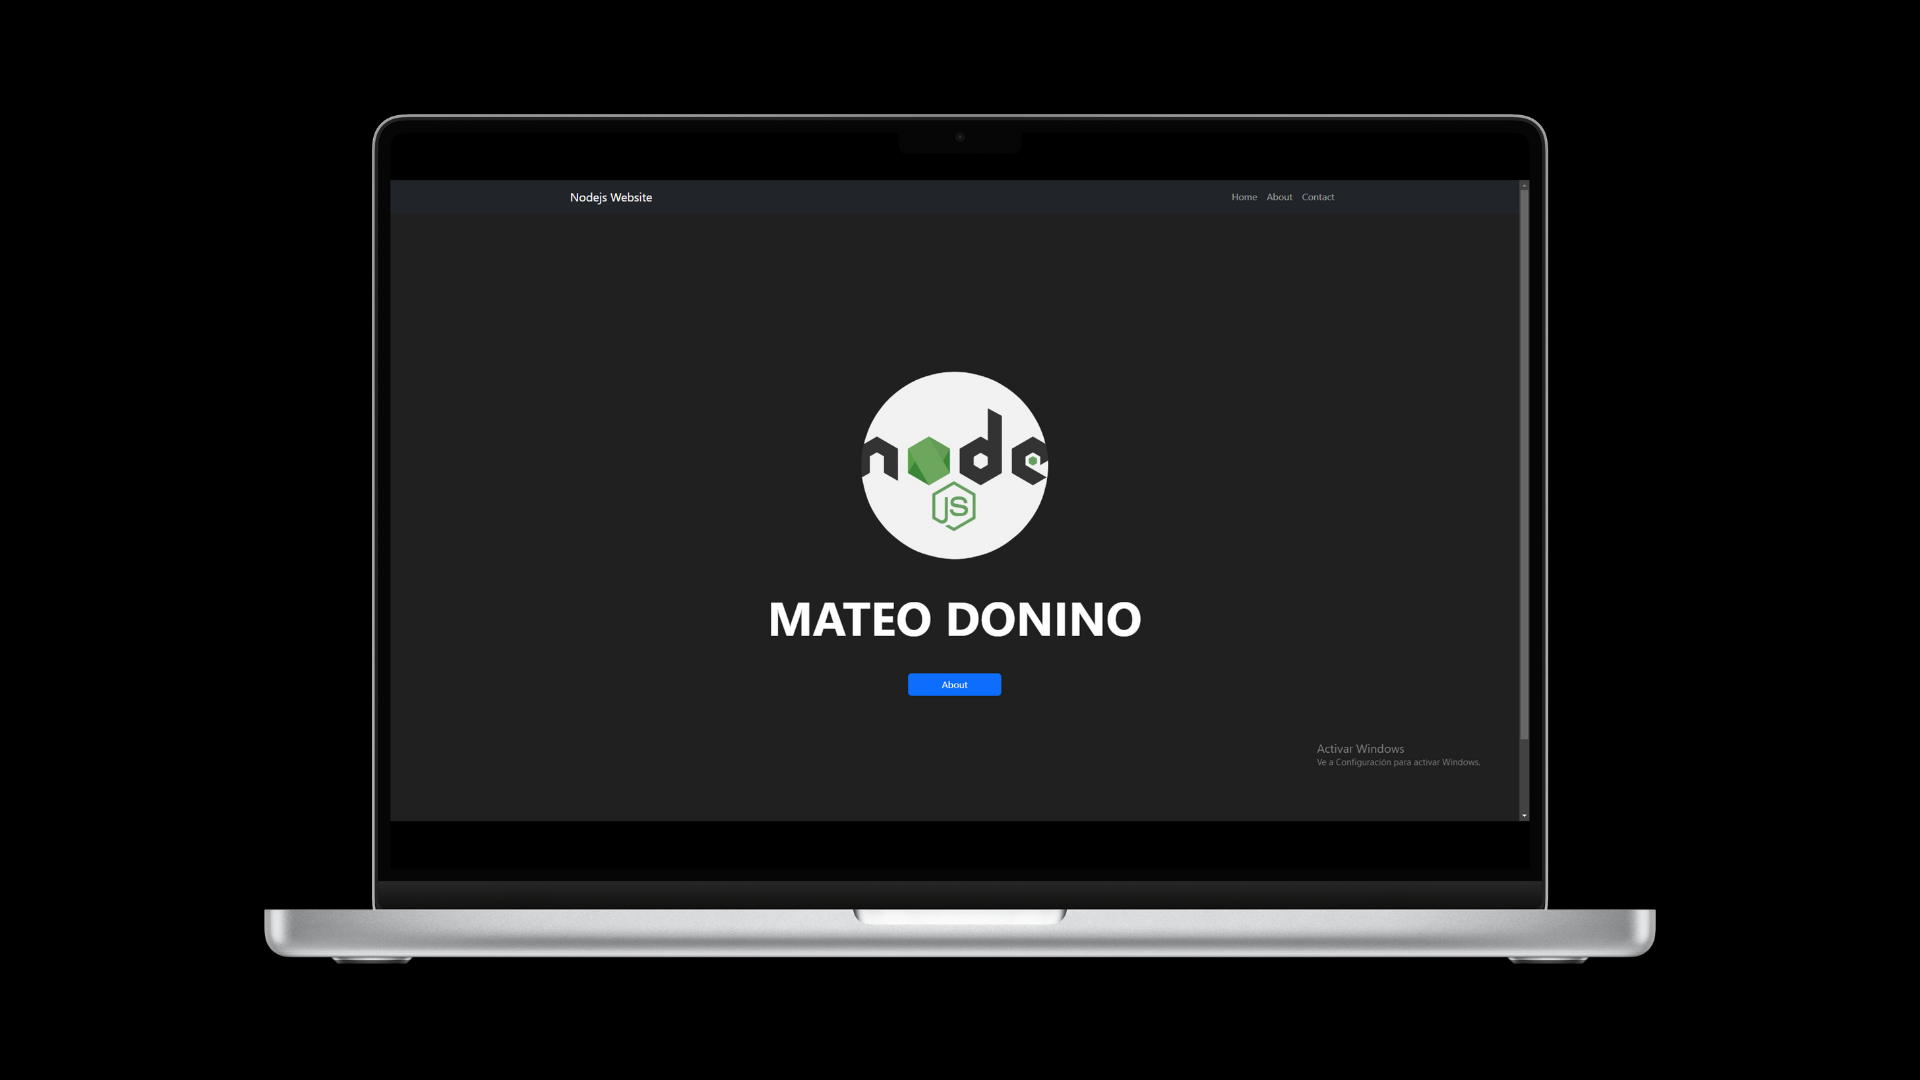 Nodejs Website
Home About Contact
node
JS
MATEO DONINO
About
Activar Windows
Ve a Configuración para activar Windows.